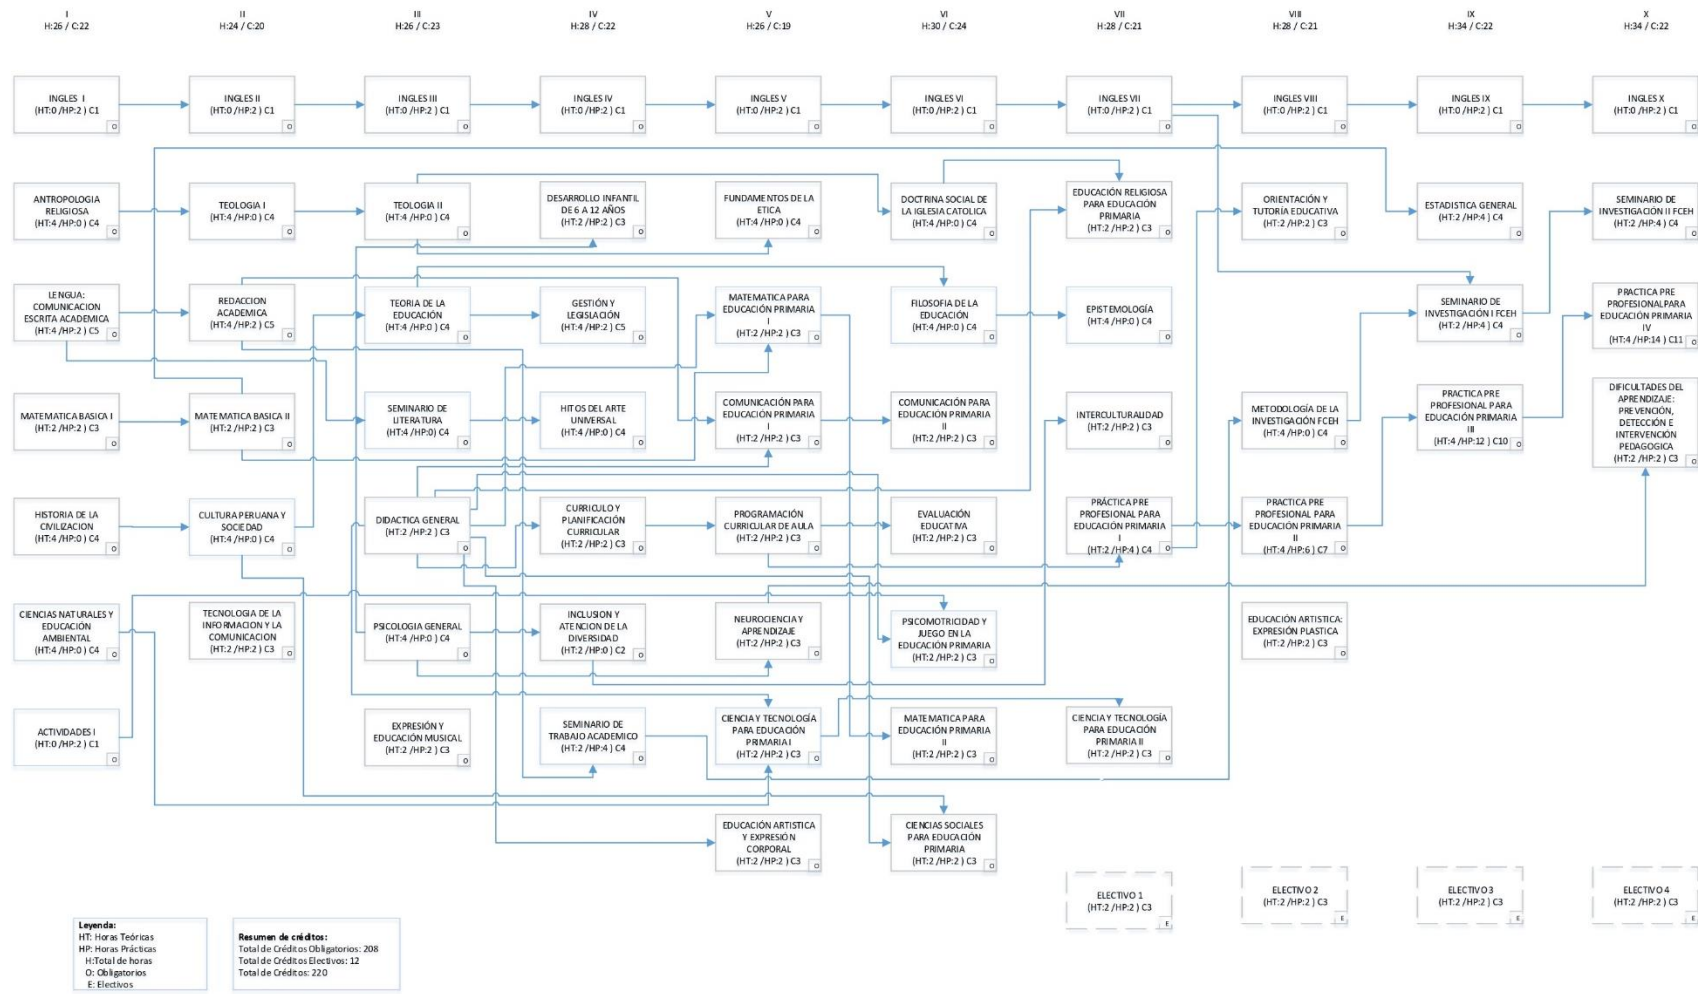 I
H:26 / C:22
II
H:24 / C:20
III
H:26 / C:23
IV
H:28 / C:22
V
H:26 / C:19
VI
H:30 / C:24
VII
H:28 / C:21
VIII
H:28 / C:21
IX
H:34 / C:22
X
H:34 / C:22
INGLES I
(HT:0 /HP:2 ) C1
O
INGLES II
(HT:0 /HP:2 ) C1
O
INGLES III
(HT:0 /HP:2 ) C1
O
INGLES IV
(HT:0 /HP:2 ) C1
O
INGLES V
(HT:0 /HP:2 ) C1
O
INGLES VI
(HT:0 /HP:2 ) C1
O
INGLES VII
(HT:0 /HP:2 ) C1
O
INGLES VIII
(HT:0 /HP:2 ) C1
O
INGLES IX
(HT:0 /HP:2 ) C1
O
INGLES X
(HT:0 /HP:2 ) C1
O
ANTROPOLOGIA
RELIGIOSA
(HT:4 /HP:0 ) C4
O
TEOLOGIA I
(HT:4 /HP:0 ) C4
O
TEOLOGIA II
(HT:4 /HP:0 ) C4
O
DESARROLLO INFANTIL
DE 6 A 12 AÑOS
(HT:2 /HP:2 ) C3
O
FUNDAMENTOS DE LA
ETICA
(HT:4 /HP:0 ) C4
O
DOCTRINA SOCIAL DE
LA IGLESIA CATOLICA
(HT:4 /HP:0 ) C4
O
EDUCACIÓN RELIGIOSA
PARA EDUCACIÓN
PRIMARIA
(HT:2 /HP:2 ) C3
O
ORIENTACIÓN Y
TUTORÍA EDUCATIVA
(HT:2 /HP:2 ) C3
O
ESTADISTICA GENERAL
(HT:2 /HP:4 ) C4
O
SEMINARIO DE
INVESTIGACIÓN II FCEH
(HT:2 /HP:4 ) C4
O
LENGUA:
COMUNICACION
ESCRITA ACADEMICA
(HT:4 /HP:2 ) C5
O
REDACCION
ACADEMICA
(HT:4 /HP:2 ) C5
O
TEORIA DE LA
EDUCACIÓN
(HT:4 /HP:0 ) C4
O
GESTIÓN Y
LEGISLACIÓN
(HT:4 /HP:2 ) C5
O
MATEMATICA PARA
EDUCACIÓN PRIMARIA
I
(HT:2 /HP:2 ) C3
O
FILOSOFIA DE LA
EDUCACIÓN
(HT:4 /HP:0 ) C4
O
EPISTEMOLOGÍA
(HT:4 /HP:0 ) C4
O
SEMINARIO DE
INVESTIGACIÓN I FCEH
(HT:2 /HP:4 ) C4
O
PRACTICA PRE
PROFESIONALPARA
EDUCACIÓN PRIMARIA
IV
(HT:4 /HP:14 ) C11
O
MATEMATICA BASICA I
(HT:2 /HP:2 ) C3
O
MATEMATICA BASICA II
(HT:2 /HP:2 ) C3
O
SEMINARIO DE
LITERATURA
(HT:4 /HP:0) C4
O
HITOS DEL ARTE
UNIVERSAL
(HT:4 /HP:0 ) C4
O
COMUNICACIÓN PARA
EDUCACIÓN PRIMARIA
I
(HT:2 /HP:2 ) C3
O
COMUNICACIÓN PARA
EDUCACIÓN PRIMARIA
II
(HT:2 /HP:2 ) C3
O
INTERCULTURALIDAD
(HT:2 /HP:2 ) C3
O
METODOLOGÍA DE LA
INVESTIGACIÓN FCEH
(HT:4 /HP:0 ) C4
O
PRACTICA PRE
PROFESIONAL PARA
EDUCACIÓN PRIMARIA
III
(HT:4 /HP:12 ) C10
O
DIFICULTADES DEL
APRENDIZAJE:
PREVENCIÓN,
DETECCIÓN E
INTERVENCIÓN
PEDAGOGICA
(HT:2 /HP:2 ) C3
O
HISTORIA DE LA
CIVILIZACION
(HT:4 /HP:0 ) C4
O
CULTURA PERUANA Y
SOCIEDAD
(HT:4 /HP:0 ) C4
O
DIDACTICA GENERAL
(HT:2 /HP:2 ) C3
O
CURRICULO Y
PLANIFICACIÓN
CURRICULAR
(HT:2 /HP:2 ) C3
O
PROGRAMACIÓN
CURRICULAR DE AULA
(HT:2 /HP:2 ) C3
O
EVALUACIÓN
EDUCATIVA
(HT:2 /HP:2 ) C3
O
PRÁCTICA PRE
PROFESIONAL PARA
EDUCACIÓN PRIMARIA
I
(HT:2 /HP:4 ) C4
O
PRACTICA PRE
PROFESIONAL PARA
EDUCACIÓN PRIMARIA
II
(HT:4 /HP:6 ) C7
O
CIENCIAS NATURALES Y
EDUCACIÓN
AMBIENTAL
(HT:4 /HP:0 ) C4
O
TECNOLOGIA DE LA
INFORMACION Y LA
COMUNICACION
(HT:2 /HP:2 ) C3
O
PSICOLOGIA GENERAL
(HT:4 /HP:0 ) C4
O
INCLUSION Y
ATENCION DE LA
DIVERSIDAD
(HT:2 /HP:0 ) C2
O
NEUROCIENCIA Y
APRENDIZAJE
(HT:2 /HP:2 ) C3
O
PSICOMOTRICIDAD Y
JUEGO EN LA
EDUCACIÓN PRIMARIA
(HT:2 /HP:2 ) C3
O
EDUCACIÓN ARTISTICA:
EXPRESIÓN PLASTICA
(HT:2 /HP:2 ) C3
O
ACTIVIDADES I
(HT:0 /HP:2 ) C1
O
EXPRESIÓN Y
EDUCACIÓN MUSICAL
(HT:2 /HP:2 ) C3
O
SEMINARIO DE
TRABAJO ACADEMICO
(HT:2 /HP:4 ) C4
O
CIENCIA Y TECNOLOGÍA
PARA EDUCACIÓN
PRIMARIA I
(HT:2 /HP:2 ) C3
O
MATEMATICA PARA
EDUCACIÓN PRIMARIA
II
(HT:2 /HP:2 ) C3
O
CIENCIA Y TECNOLOGÍA
PARA EDUCACIÓN
PRIMARIA II
(HT:2 /HP:2 ) C3
O
EDUCACIÓN ARTISTICA
Y EXPRESIÓN
CORPORAL
(HT:2 /HP:2 ) C3
O
CIENCIAS SOCIALES
PARA EDUCACIÓN
PRIMARIA
(HT:2 /HP:2 ) C3
O
ELECTIVO 1
(HT:2 /HP:2 ) C3
E
ELECTIVO 2
(HT:2 /HP:2 ) C3
E
ELECTIVO 3
(HT:2 /HP:2 ) C3
E
ELECTIVO 4
(HT:2 /HP:2 ) C3
E
Leyenda:
HT: Horas Teóricas
HP: Horas Prácticas
H:Total de horas
O: Obligatorios
E: Electivos
Resumen de créditos:
Total de Créditos Obligatorios: 208
Total de Créditos Electivos: 12
Total de Créditos: 220